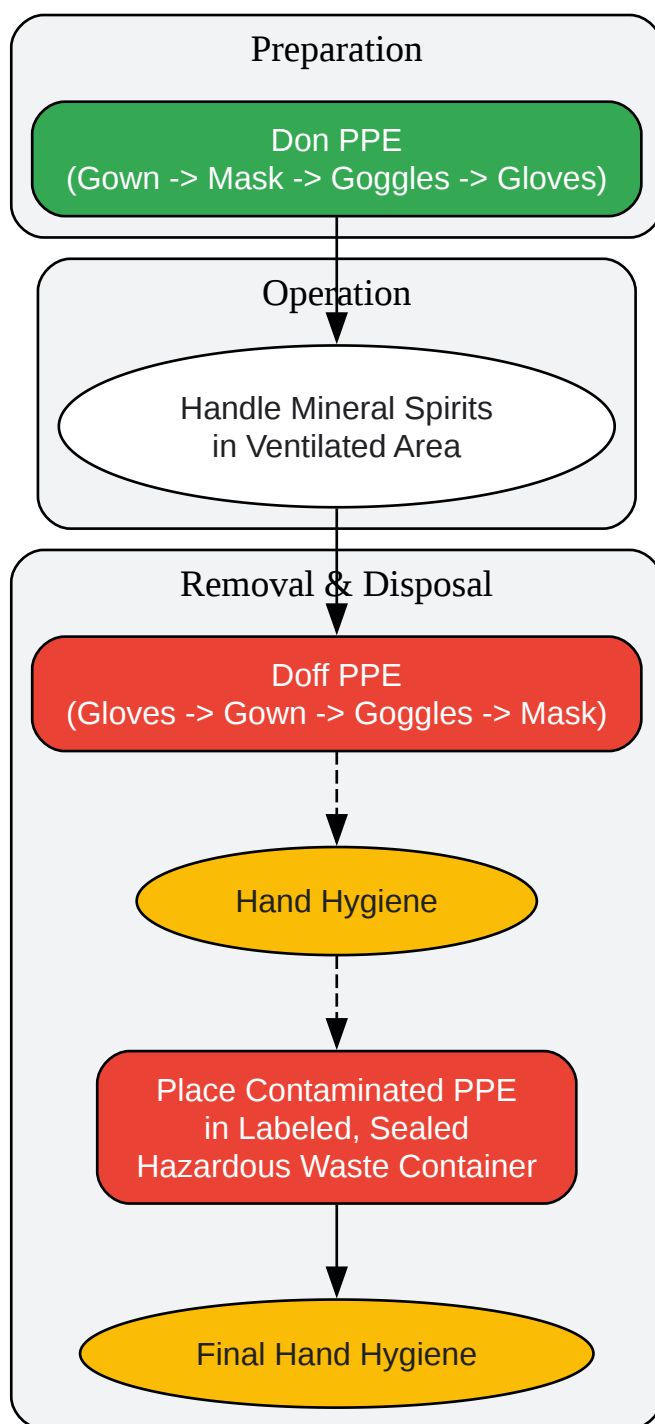 Preparation
Don PPE
(Gown -> Mask -> Goggles -> Gloves)
Operation
Handle Mineral Spirits
in Ventilated Area
Removal & Disposal
Doff PPE
(Gloves -> Gown -> Goggles -> Mask)
Hand Hygiene
Place Contaminated PPE
in Labeled, Sealed
Hazardous Waste Container
Final Hand Hygiene